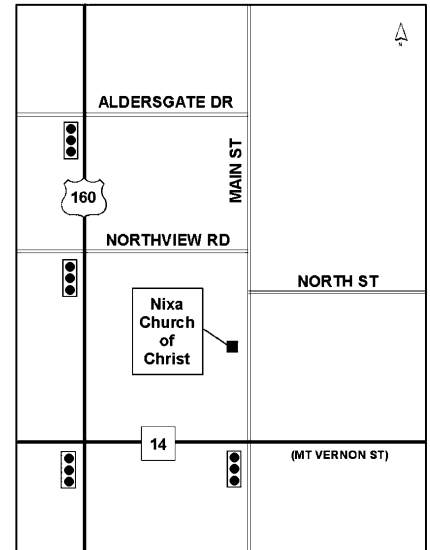 N
ALDERSGATE DR
MAIN ST
160
NORTHVIEW RD
NORTH ST
Nixa
Church
of
Christ
14
(MT VERNON ST)